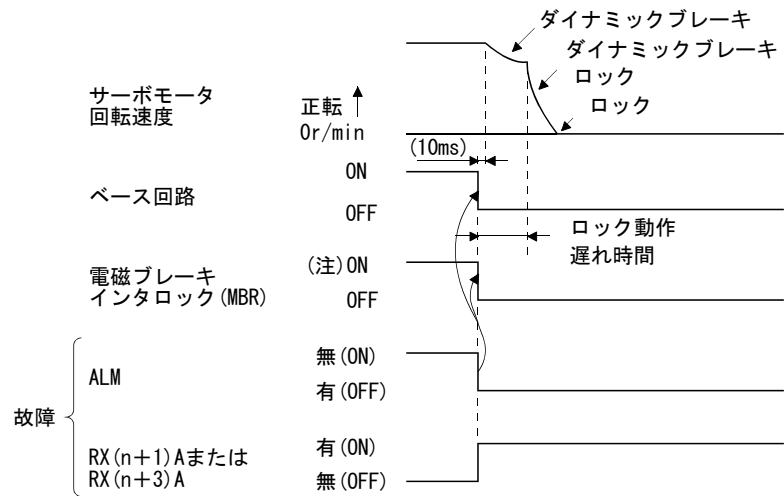 ダイナミックブレーキ
ダイナミックブレーキ
ロック
ロック
サーボモータ
回転速度
正転
0r/min
(10ms)
ベース回路
ON
OFF
ロック動作
遅れ時間
電磁ブレーキ
インタロック(MBR)
(注)ON
OFF
故障
ALM
無(ON)
有(OFF)
RX(n+1)Aまたは
RX(n+3)A
有(ON)
無(OFF)